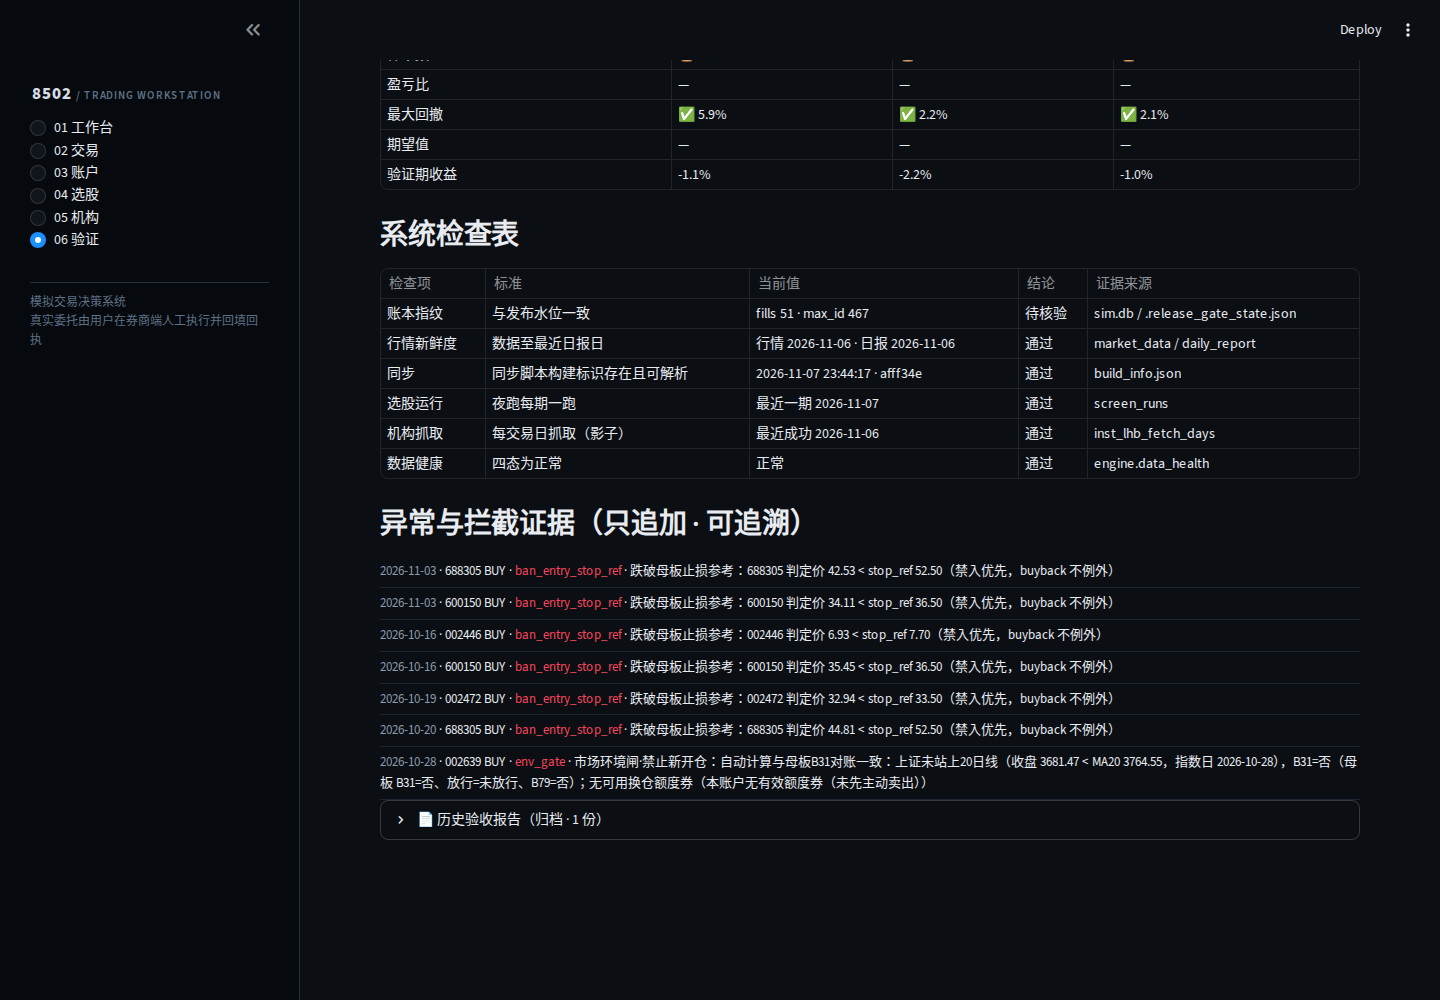 Deploy
8502 / TRADING WORKSTATION
01 工作台
02 交易
03 账户
04 选股
05 机构
06 验证
模拟交易决策系统
真实委托由用户在券商端人工执行并回填回
执
盈亏比 — — —
最大回撤 ✅ 5.9% ✅ 2.2% ✅ 2.1%
期望值 — — —
验证期收益 -1.1% -2.2% -1.0%
系统检查表
检查项 标准 当前值 结论 证据来源
账本指纹 与发布水位一致 fills 51 · max_id 467 待核验 sim.db / .release_gate_state.json
行情新鲜度 数据至最近日报日 行情 2026-11-06 · 日报 2026-11-06 通过 market_data / daily_report
同步 同步脚本构建标识存在且可解析 2026-11-07 23:44:17 · afff34e 通过 build_info.json
选股运行 夜跑每期一跑 最近一期 2026-11-07 通过 screen_runs
机构抓取 每交易日抓取（影子） 最近成功 2026-11-06 通过 inst_lhb_fetch_days
数据健康 四态为正常 正常 通过 engine.data_health
异常与拦截证据（只追加 · 可追溯）
2026-11-03 · 688305 BUY · ban_entry_stop_ref · 跌破母板止损参考：688305 判定价 42.53 < stop_ref 52.50（禁入优先，buyback 不例外）
2026-11-03 · 600150 BUY · ban_entry_stop_ref · 跌破母板止损参考：600150 判定价 34.11 < stop_ref 36.50（禁入优先，buyback 不例外）
2026-10-16 · 002446 BUY · ban_entry_stop_ref · 跌破母板止损参考：002446 判定价 6.93 < stop_ref 7.70（禁入优先，buyback 不例外）
2026-10-16 · 600150 BUY · ban_entry_stop_ref · 跌破母板止损参考：600150 判定价 35.45 < stop_ref 36.50（禁入优先，buyback 不例外）
2026-10-19 · 002472 BUY · ban_entry_stop_ref · 跌破母板止损参考：002472 判定价 32.94 < stop_ref 33.50（禁入优先，buyback 不例外）
2026-10-20 · 688305 BUY · ban_entry_stop_ref · 跌破母板止损参考：688305 判定价 44.81 < stop_ref 52.50（禁入优先，buyback 不例外）
2026-10-28 · 002639 BUY · env_gate · 市场环境闸·禁止新开仓：自动计算与母板B31对账一致：上证未站上20日线（收盘 3681.47 < MA20 3764.55，指数日 2026-10-28），B31=否（母
板 B31=否、放行=未放行、B79=否）；无可用换仓额度券（本账户无有效额度券（未先主动卖出））
📄 历史验收报告（归档 · 1 份）